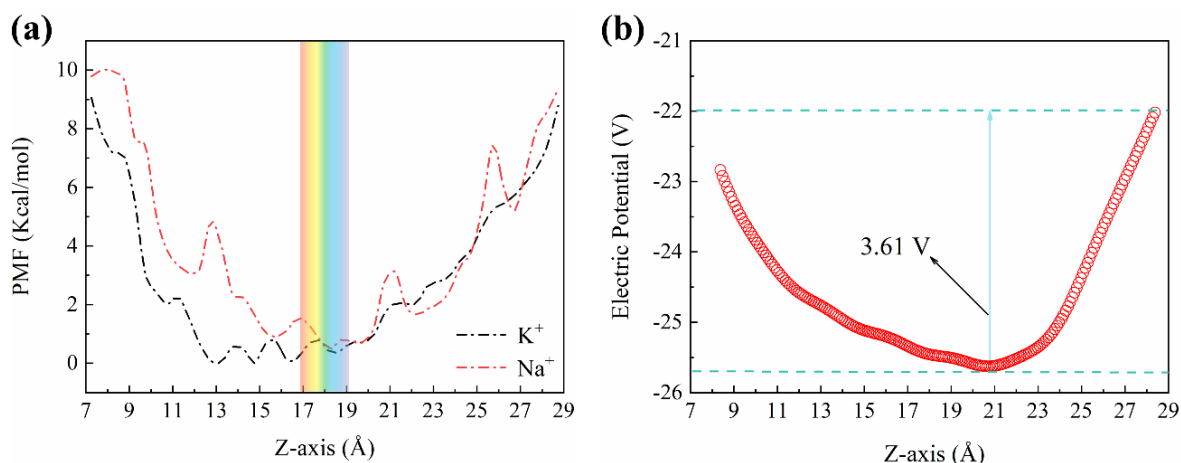 (a)
10
8
6
4
2
0
PMF (Kcal/mol)
K+
Na+
7 9 11 13 15 17 19 21 23 25 27 29
Z-axis (Å)
(b)
-21
-22
-23
-24
-25
-26
Electric Potential (V)
3.61 V
7 9 11 13 15 17 19 21 23 25 27 29
Z-axis (Å)